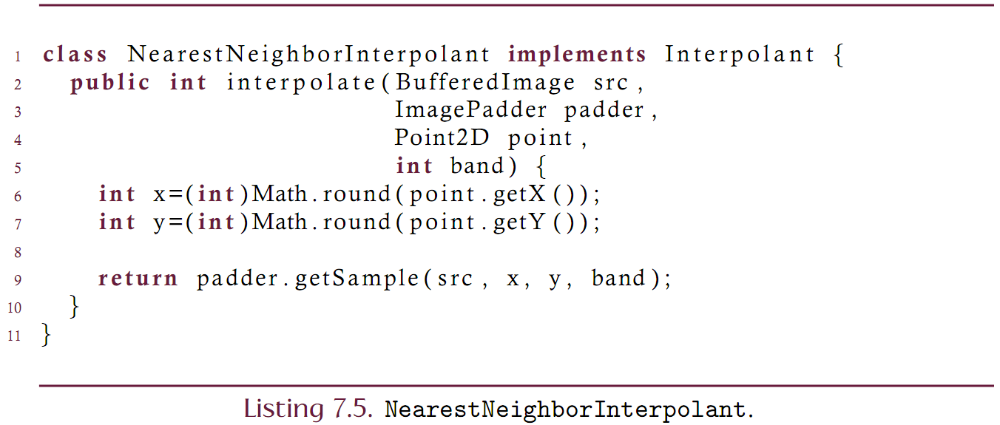 1 class NearestNeighborInterpolant implements Interpolant {
2 public int interpolate(BufferedImage src,
3 ImagePadder padder,
4 Point2D point,
5 int band) {
6 int x=(int)Math.round(point.getX());
7 int y=(int)Math.round(point.getY());
8
9 return padder.getSample(src, x, y, band);
10 }
11 }
Listing 7.5. NearestNeighborInterpolant.